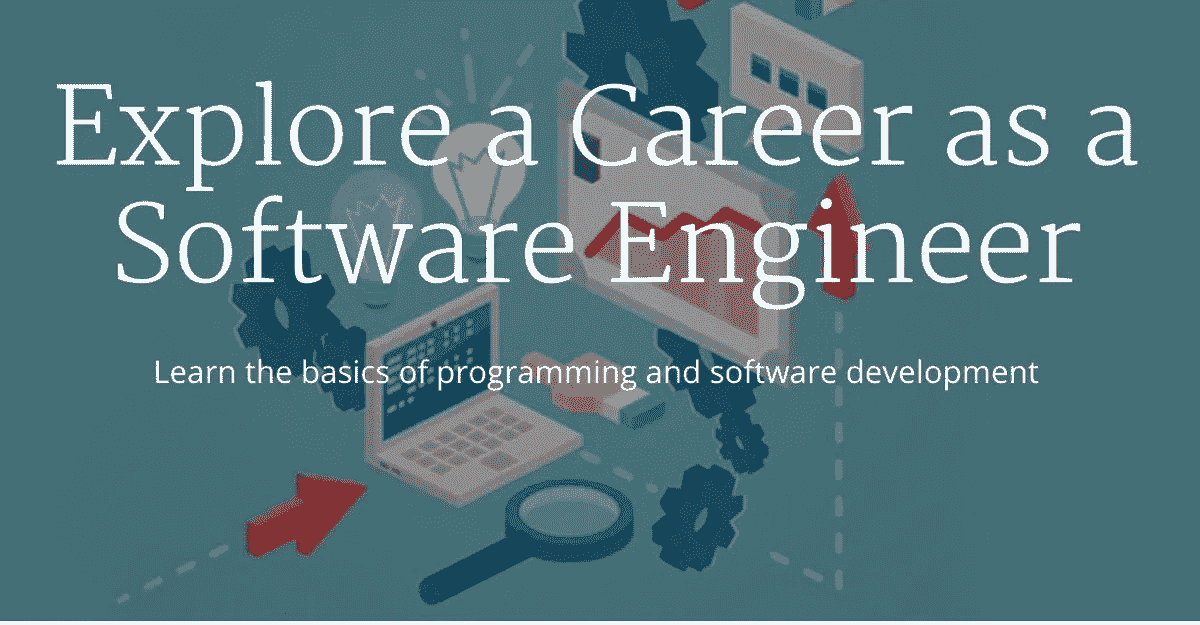 Explore a Career as a
Software Engineer
Learn the basics of programming and software development